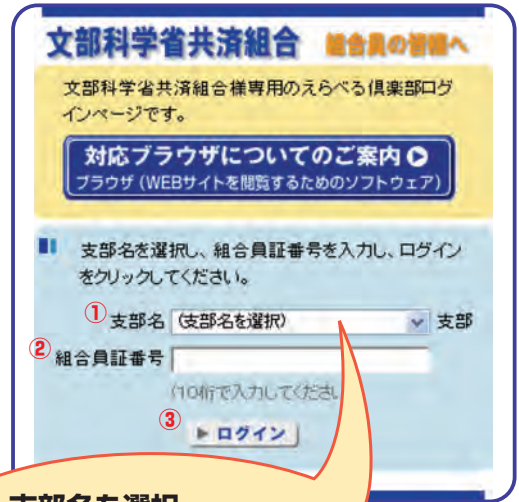 文部科学省共済組合 組合員の皆様へ
文部科学省共済組合様専用のえらべる倶楽部ログ
インページです。
対応ブラウザについてのご案内
ブラウザ(WEBサイトを閲覧するためのソフトウェア)
支部名を選択し、組合員証番号を入力し、ログイン
をクリックしてください。
① 支部名 (支部名を選択) 支部
② 組合員証番号
(10桁で入力してくださ
③ ログイン
支部名を選択